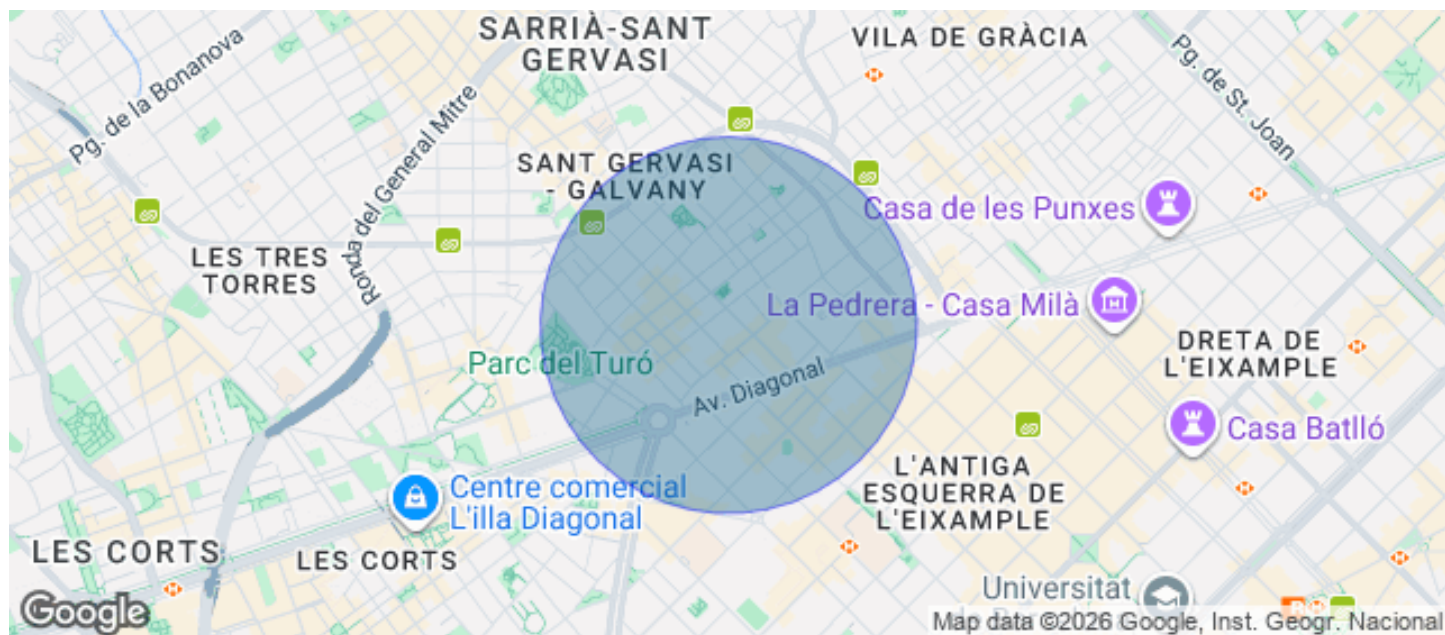 SARRIÀ-SANT
GERVASI
VILA DE GRÀCIA
Pg. de la Bonanova
Ronda del General Mitre
Pg. de St. Joan
SANT GERVASI
- GALVANY
Casa de les Punxes
LES TRES
TORRES
La Pedrera - Casa Milà
DRETA DE
L'EIXAMPLE
Parc del Turó
Av. Diagonal
Casa Batlló
L'ANTIGA
ESQUERRA DE
L'EIXAMPLE
Centre comercial
L'illa Diagonal
LES CORTS
LES CORTS
Universitat
Google
Map data ©2026 Google, Inst. Geogr. Nacional